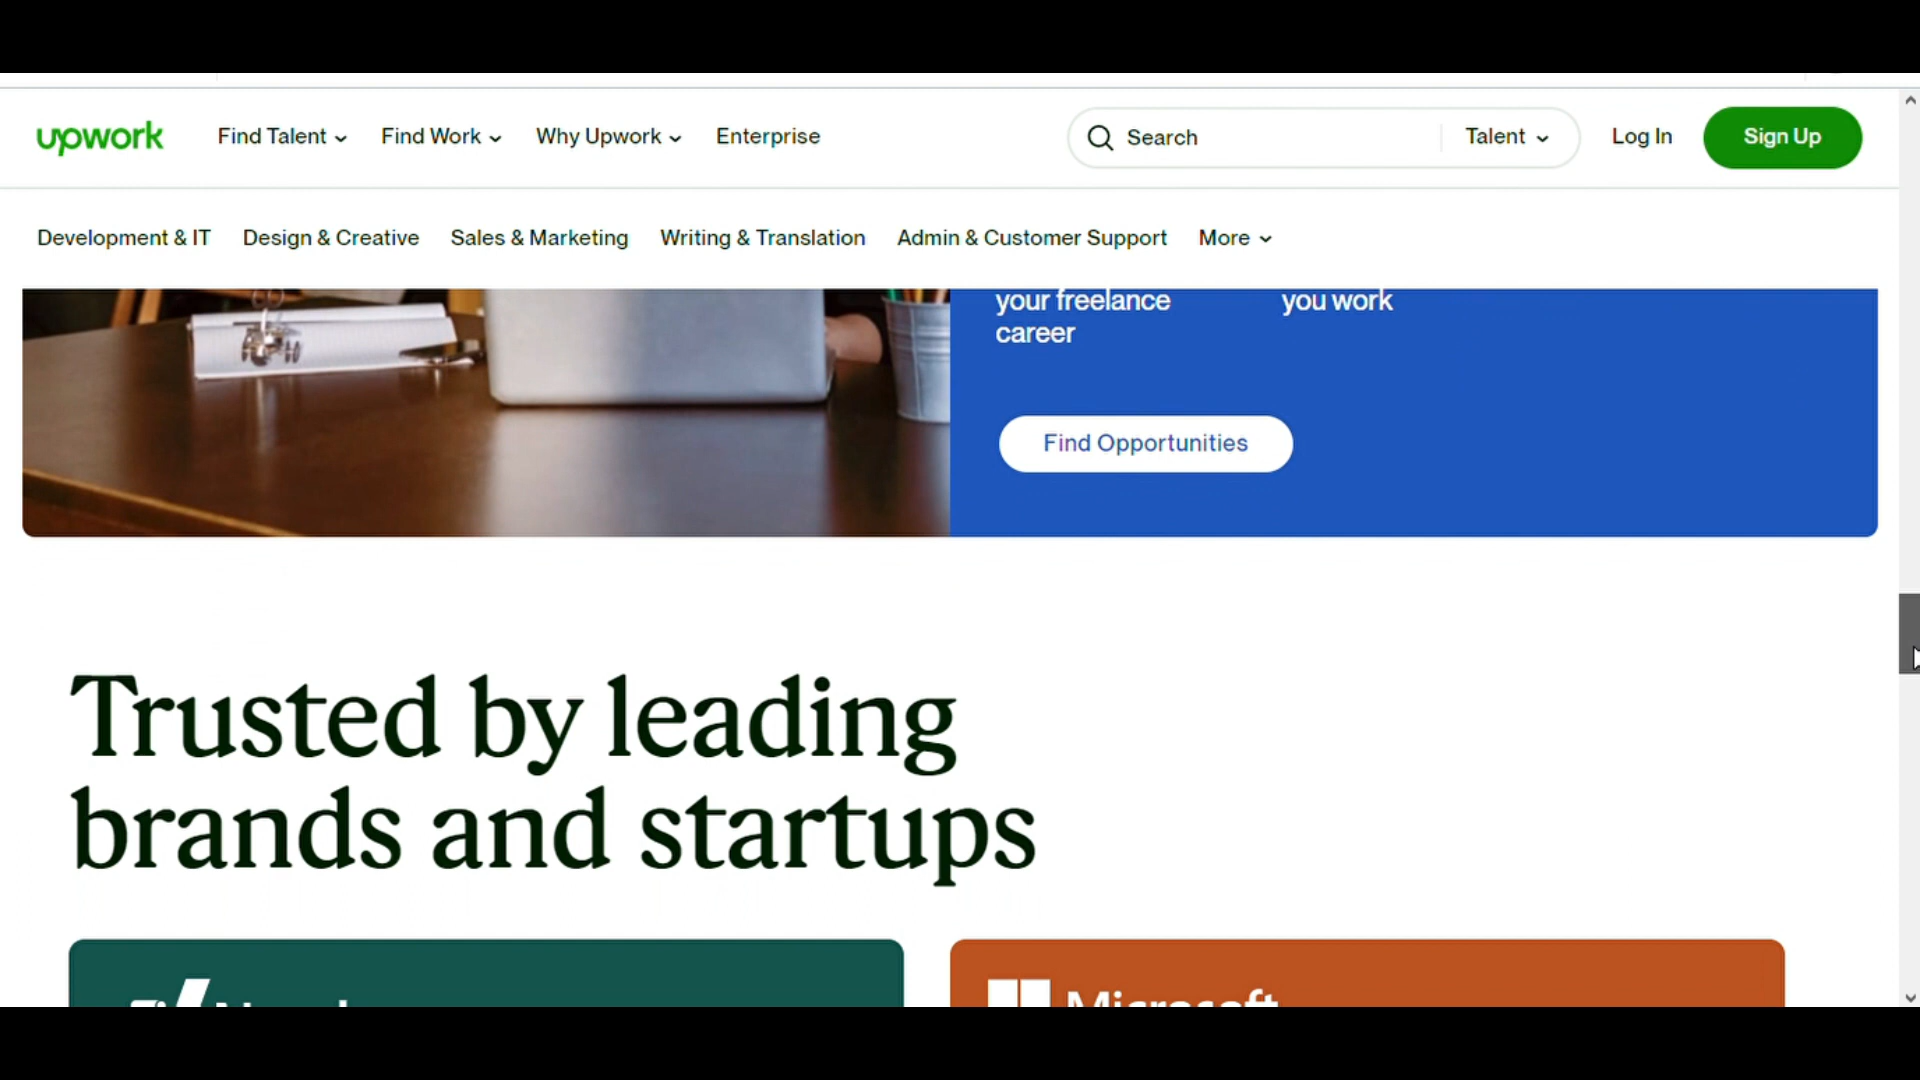 upwork Find Talent Find Work Why Upwork Enterprise Search Talent Log In Sign Up
Development & IT Design & Creative Sales & Marketing Writing & Translation Admin & Customer Support More
your freelance you work
career
Find Opportunities
Trusted by leading
brands and startups
Microsoft